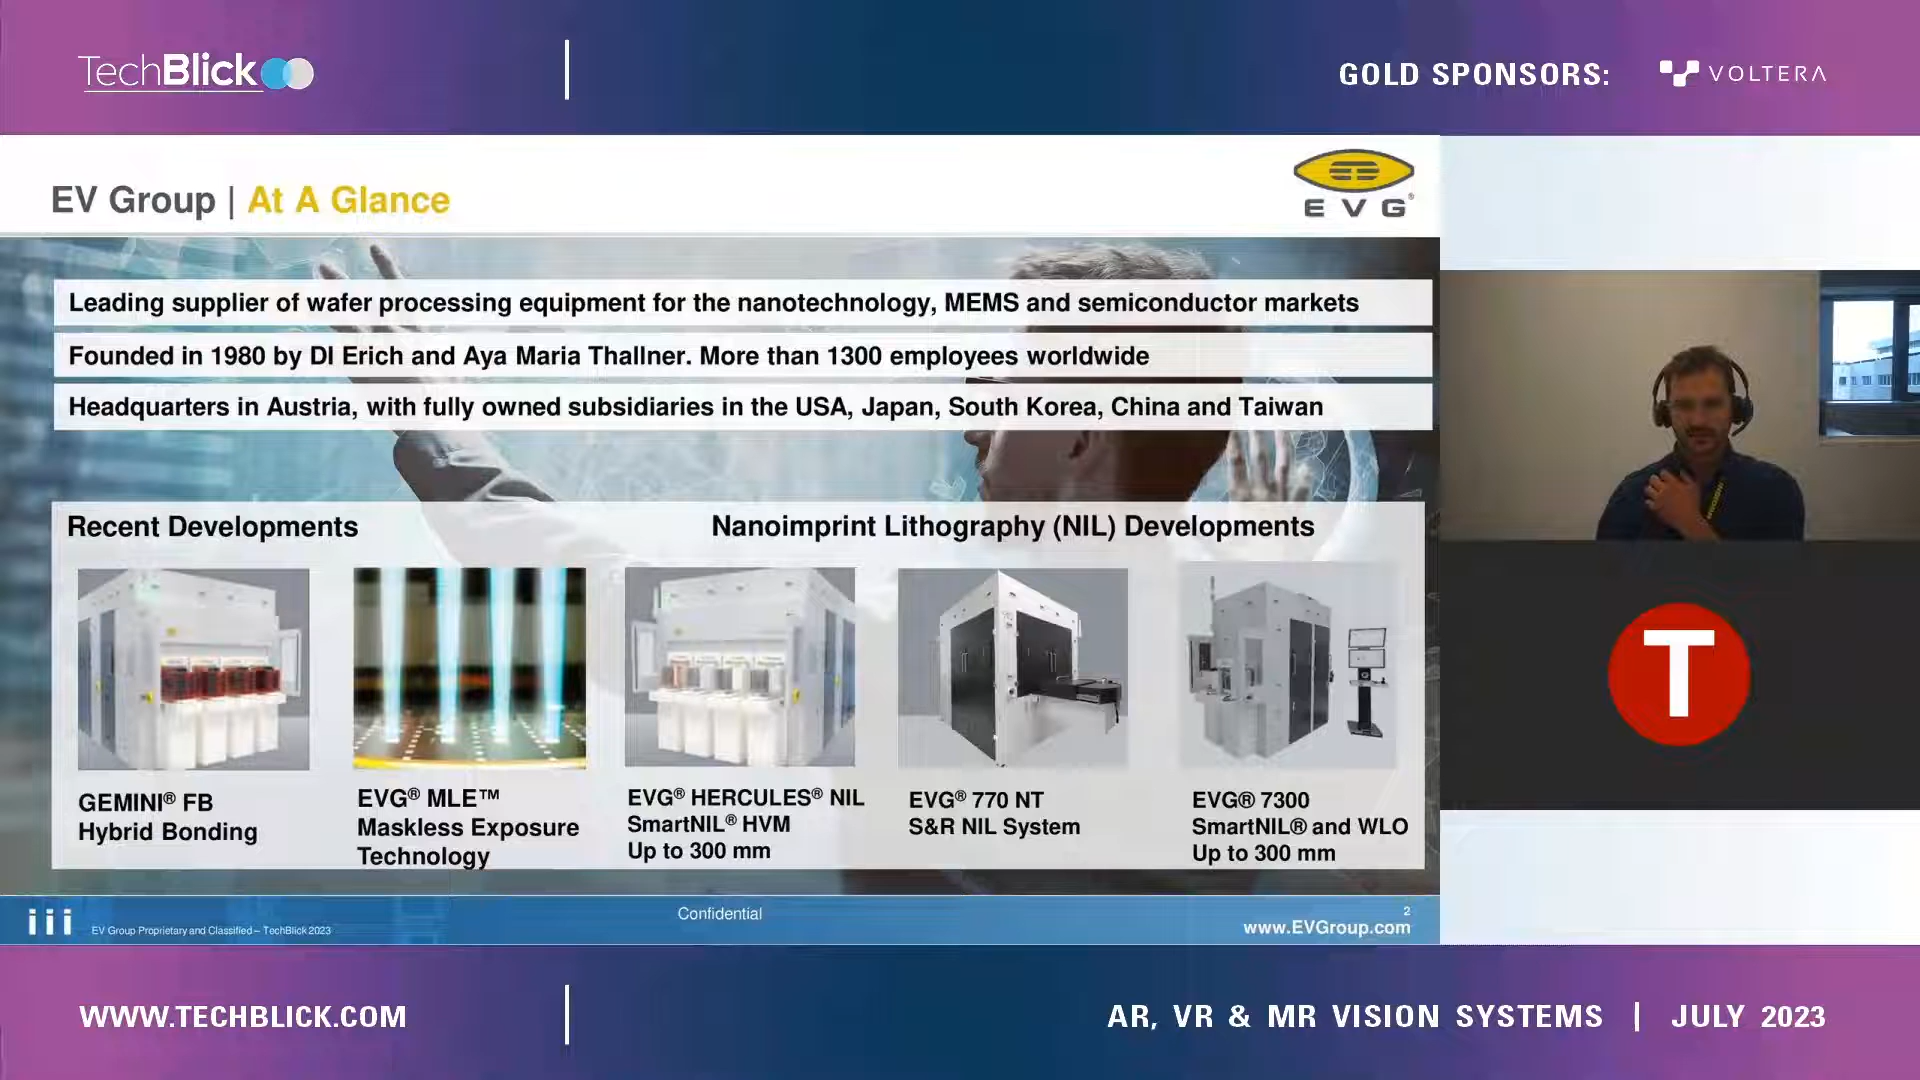 TechBlick
GOLD SPONSORS:
VOLTERA
EV Group | At A Glance
EVG®
Leading supplier of wafer processing equipment for the nanotechnology, MEMS and semiconductor markets
Founded in 1980 by DI Erich and Aya Maria Thallner. More than 1300 employees worldwide
Headquarters in Austria, with fully owned subsidiaries in the USA, Japan, South Korea, China and Taiwan
Recent Developments
Nanoimprint Lithography (NIL) Developments
GEMINI® FB
Hybrid Bonding
EVG® MLE™
Maskless Exposure
Technology
EVG® HERCULES® NIL
SmartNIL® HVM
Up to 300 mm
EVG® 770 NT
S&R NIL System
EVG® 7300
SmartNIL® and WLO
Up to 300 mm
T
EV Group Proprietary and Classified – TechBlick 2023
Confidential
2
www.EVGroup.com
WWW.TECHBLICK.COM
AR, VR & MR VISION SYSTEMS | JULY 2023